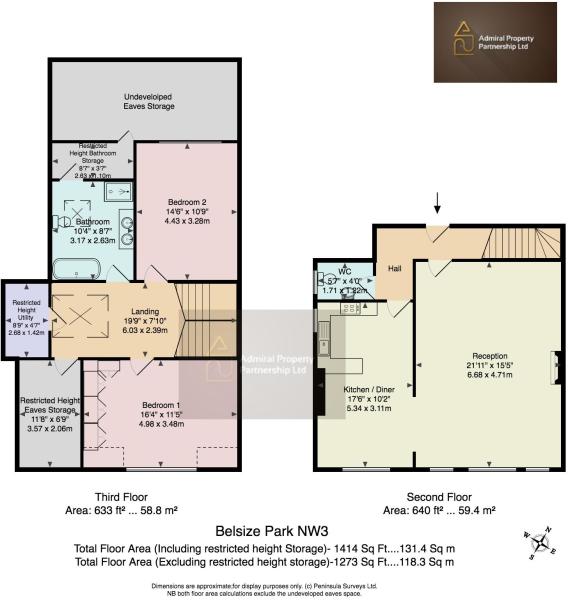 Admiral Property
Partnership Ltd
Undeveloiped
Eaves Storage
Restricted
Height Bathroom
Storage
8'7" x 3'7"
2.63 x 1.10m
Bedroom 2
14'6" x 10'9"
4.43 x 3.28m
Bathroom
10'4" x 8'7"
3.17 x 2.63m
Hall
WC
5'7" x 4'0"
1.71 x 1.22m
Restricted
Height
Utility
8'9" x 4'7"
2.68 x 1.42m
Landing
19'9" x 7'10"
6.03 x 2.39m
Admiral Property
Partnership Ltd
Reception
21'11" x 15'5"
6.68 x 4.71m
Kitchen / Diner
17'6" x 10'2"
5.34 x 3.11m
Restricted Height
Eaves Storage
11'8" x 6'9"
3.57 x 2.06m
Bedroom 1
16'4" x 11'5"
4.98 x 3.48m
Third Floor
Area: 633 ft² ... 58.8 m²
Second Floor
Area: 640 ft² ... 59.4 m²
Belsize Park NW3
Total Floor Area (Including restricted height Storage)- 1414 Sq Ft....131.4 Sq m
Total Floor Area (Excluding restricted height storage)-1273 Sq Ft....118.3 Sq m
N
E
S
W
Dimensions are approximate:for display purposes only. (c) Peninsula Surveys Ltd.
NB both floor area calculations exclude the undeveloped eaves space.